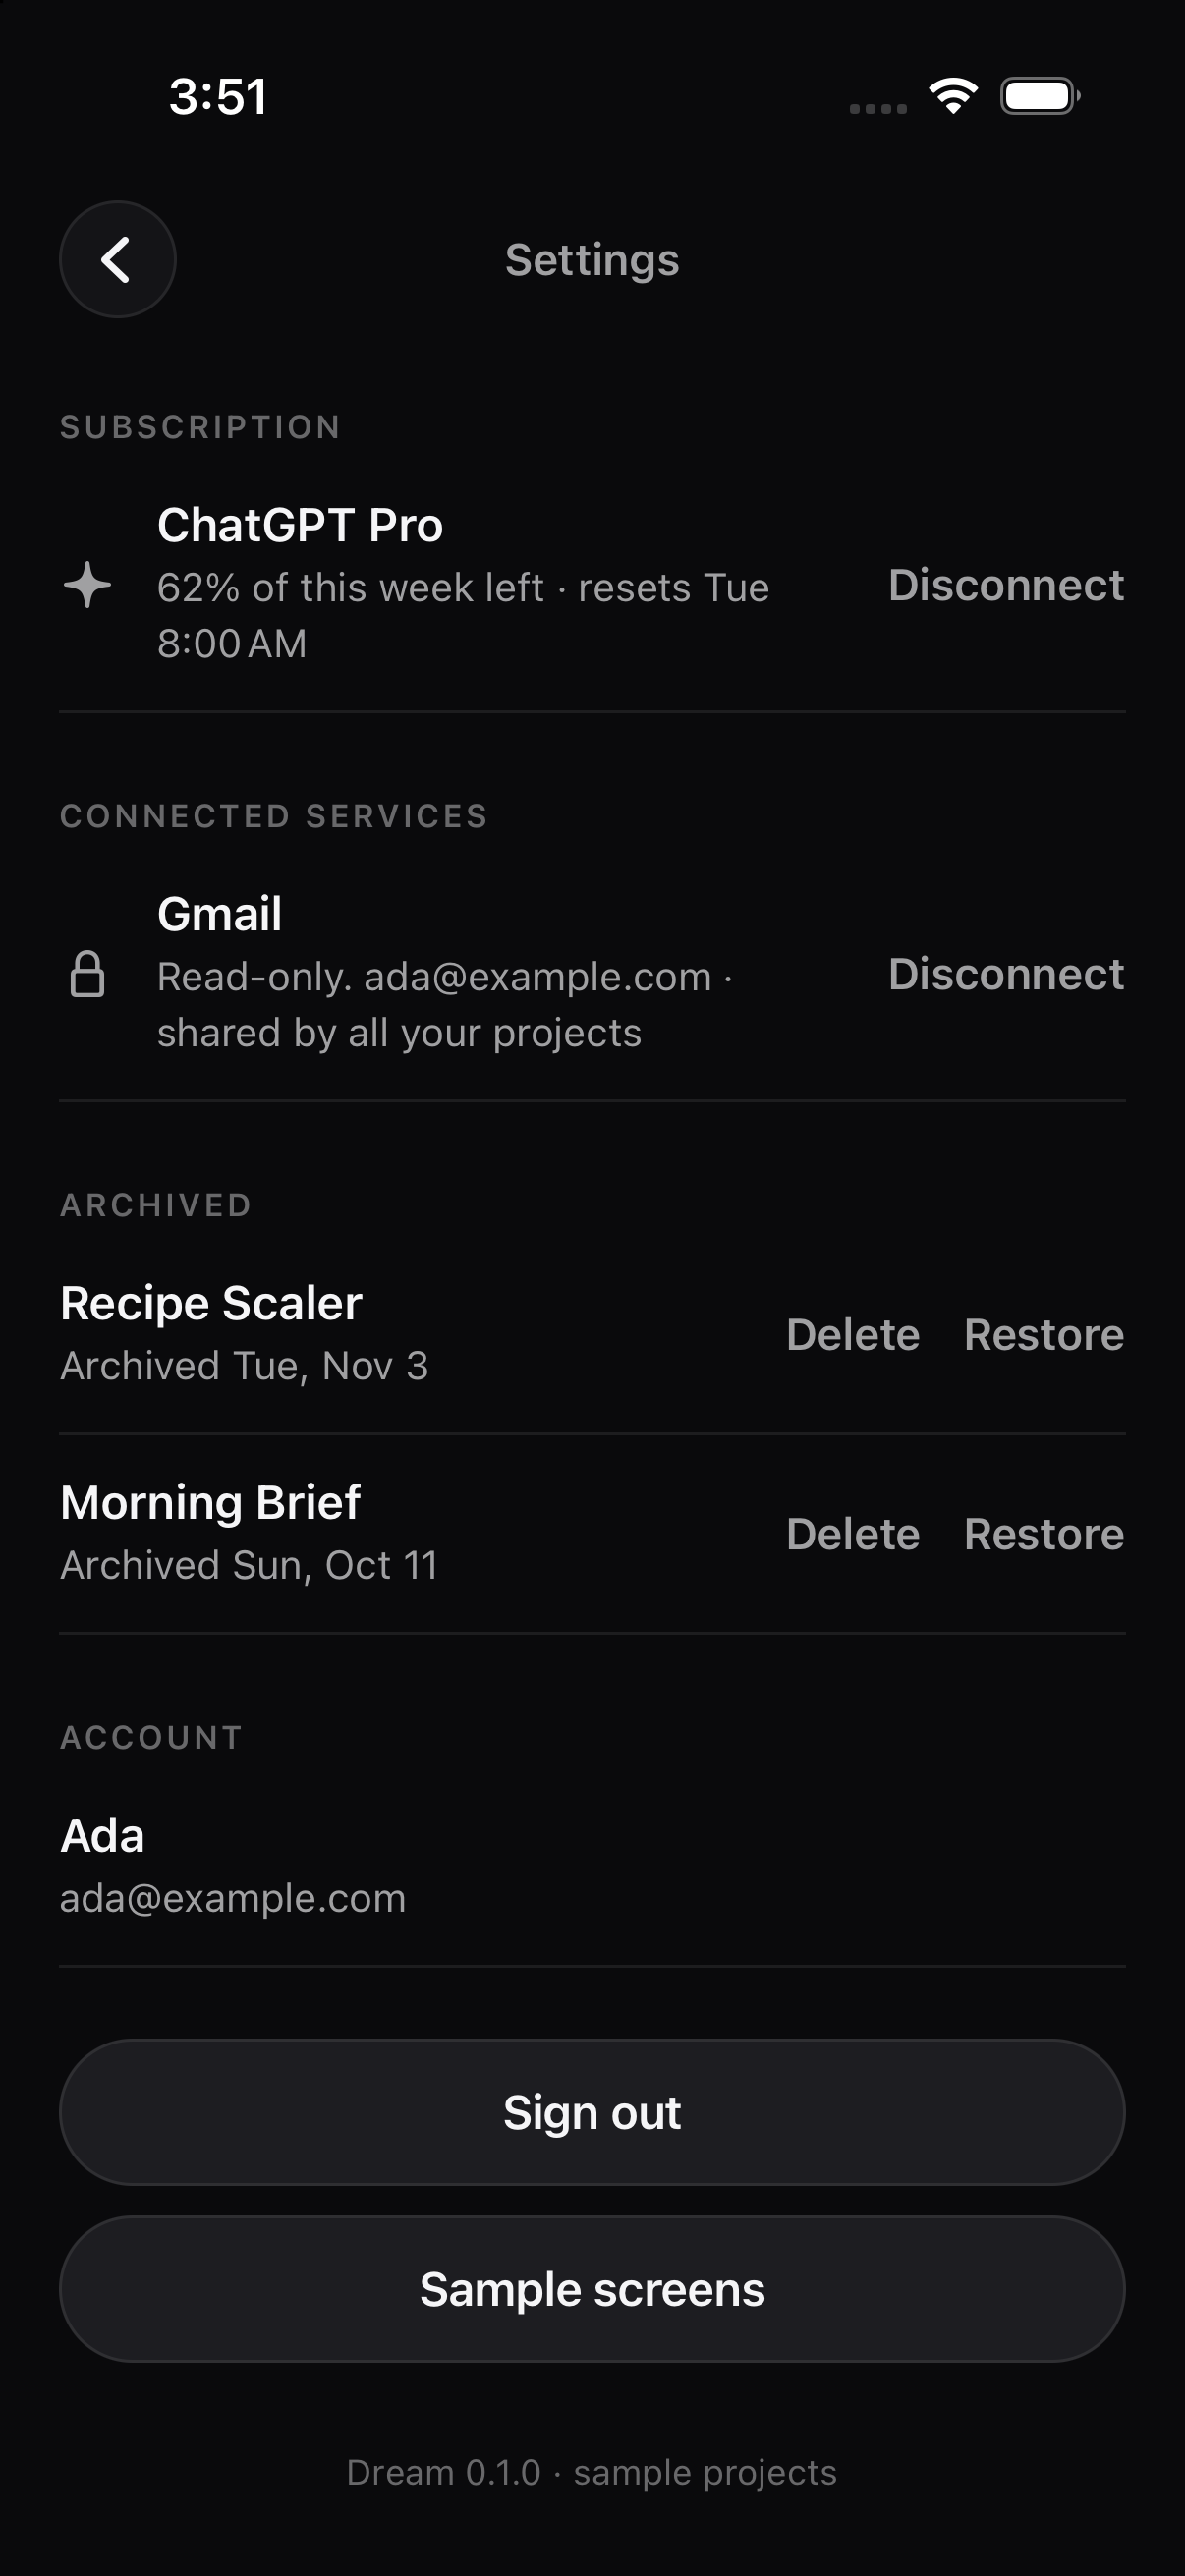 3:51
Settings
SUBSCRIPTION
ChatGPT Pro
62% of this week left · resets Tue
8:00 AM
Disconnect
CONNECTED SERVICES
Gmail
Read-only. ada@example.com ·
shared by all your projects
Disconnect
ARCHIVED
Recipe Scaler
Archived Tue, Nov 3
Delete Restore
Morning Brief
Archived Sun, Oct 11
Delete Restore
ACCOUNT
Ada
ada@example.com
Sign out
Sample screens
Dream 0.1.0 · sample projects